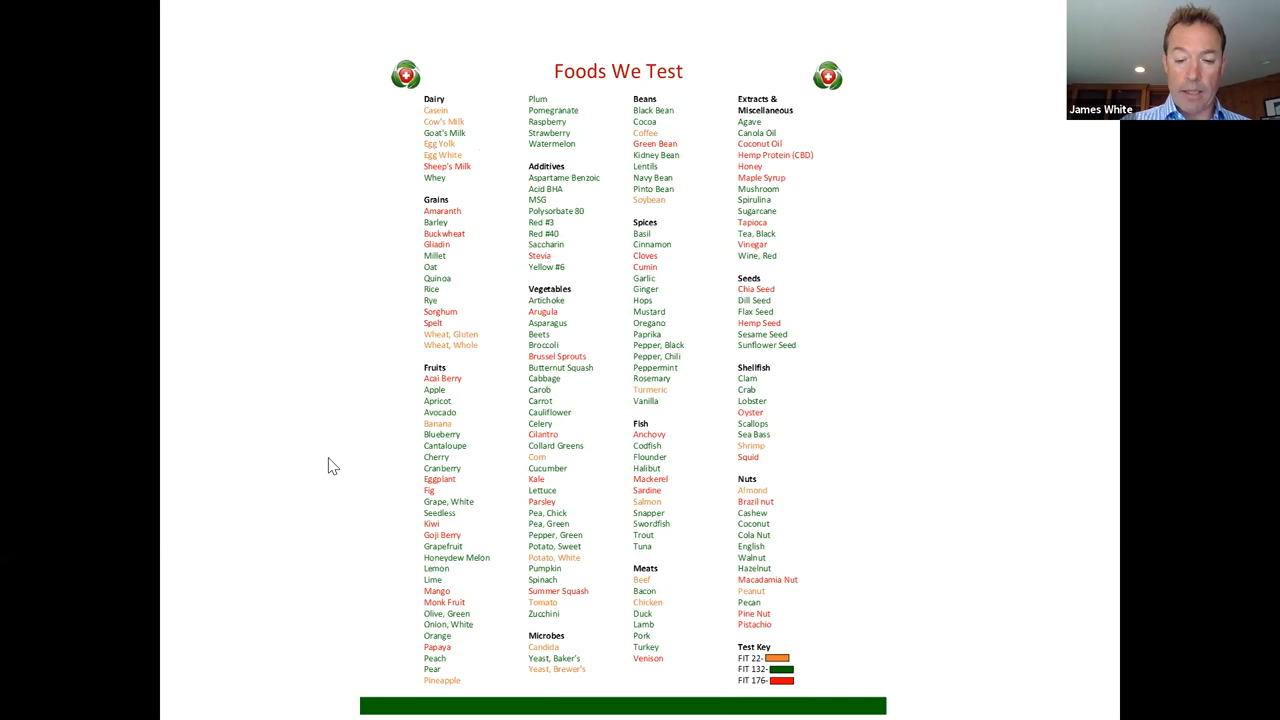 Foods We Test
Dairy
Casein
Cow's Milk
Goat's Milk
Egg Yolk
Egg White
Sheep's Milk
Whey
Grains
Amaranth
Barley
Buckwheat
Gliadin
Millet
Oat
Quinoa
Rice
Rye
Sorghum
Spelt
Wheat, Gluten
Wheat, Whole
Fruits
Acai Berry
Apple
Apricot
Avocado
Banana
Blueberry
Cantaloupe
Cherry
Cranberry
Eggplant
Fig
Grape, White
Seedless
Kiwi
Goji Berry
Grapefruit
Honeydew Melon
Lemon
Lime
Mango
Monk Fruit
Olive, Green
Onion, White
Orange
Papaya
Peach
Pear
Pineapple
Plum
Pomegranate
Raspberry
Strawberry
Watermelon
Additives
Aspartame Benzoic
Acid BHA
MSG
Polysorbate 80
Red #3
Red #40
Saccharin
Stevia
Yellow #6
Vegetables
Artichoke
Arugula
Asparagus
Beets
Broccoli
Brussel Sprouts
Butternut Squash
Cabbage
Carob
Carrot
Cauliflower
Celery
Cilantro
Collard Greens
Corn
Cucumber
Kale
Lettuce
Parsley
Pea, Chick
Pea, Green
Pepper, Green
Potato, Sweet
Potato, White
Pumpkin
Spinach
Summer Squash
Tomato
Zucchini
Microbes
Candida
Yeast, Baker's
Yeast, Brewer's
Beans
Black Bean
Cocoa
Coffee
Green Bean
Kidney Bean
Lentils
Navy Bean
Pinto Bean
Soybean
Spices
Basil
Cinnamon
Cloves
Cumin
Garlic
Ginger
Hops
Mustard
Oregano
Paprika
Pepper, Black
Pepper, Chili
Peppermint
Rosemary
Turmeric
Vanilla
Fish
Anchovy
Codfish
Flounder
Halibut
Mackerel
Sardine
Salmon
Snapper
Swordfish
Trout
Tuna
Meats
Beef
Bacon
Chicken
Duck
Lamb
Pork
Turkey
Venison
Extracts &
Miscellaneous
Agave
Canola Oil
Coconut Oil
Hemp Protein (CBD)
Honey
Maple Syrup
Mushroom
Spirulina
Sugarcane
Tapioca
Tea, Black
Vinegar
Wine, Red
Seeds
Chia Seed
Dill Seed
Flax Seed
Hemp Seed
Sesame Seed
Sunflower Seed
Shellfish
Clam
Crab
Lobster
Oyster
Scallops
Sea Bass
Shrimp
Squid
Nuts
Almond
Brazil nut
Cashew
Coconut
Cola Nut
English
Walnut
Hazelnut
Macadamia Nut
Peanut
Pecan
Pine Nut
Pistachio
Test Key
FIT 22-
FIT 132-
FIT 176-
James White